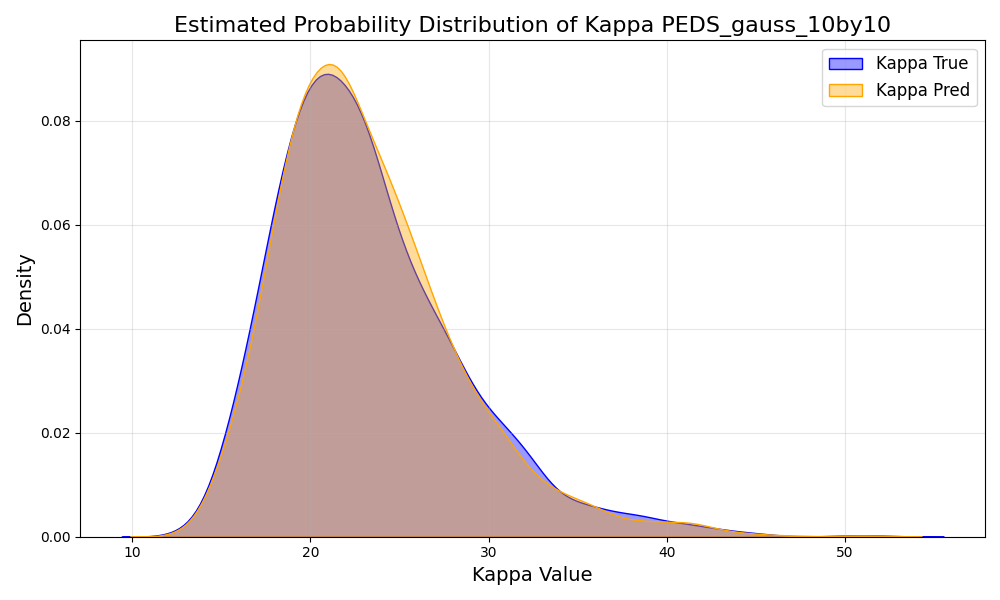 Estimated Probability Distribution of Kappa PEDS_gauss_10by10
Kappa True
Kappa Pred
Density
0.08
0.06
0.04
0.02
0.00
10 20 30 40 50
Kappa Value